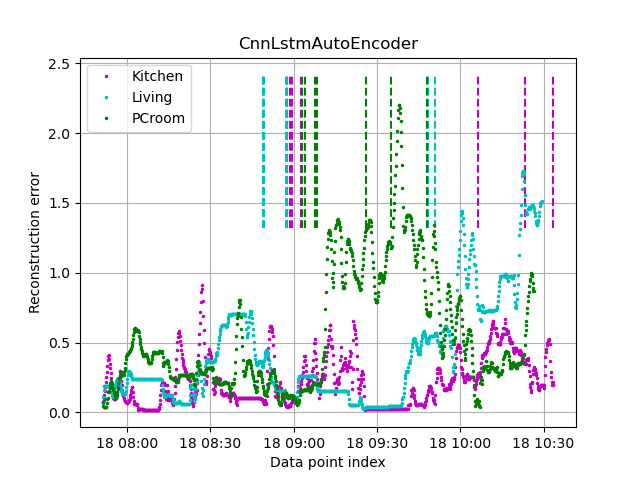 CnnLstmAutoEncoder
2.5
2.0
1.5
1.0
0.5
0.0
Reconstruction error
Kitchen
Living
PCroom
18 08:00 18 08:30 18 09:00 18 09:30 18 10:00 18 10:30
Data point index